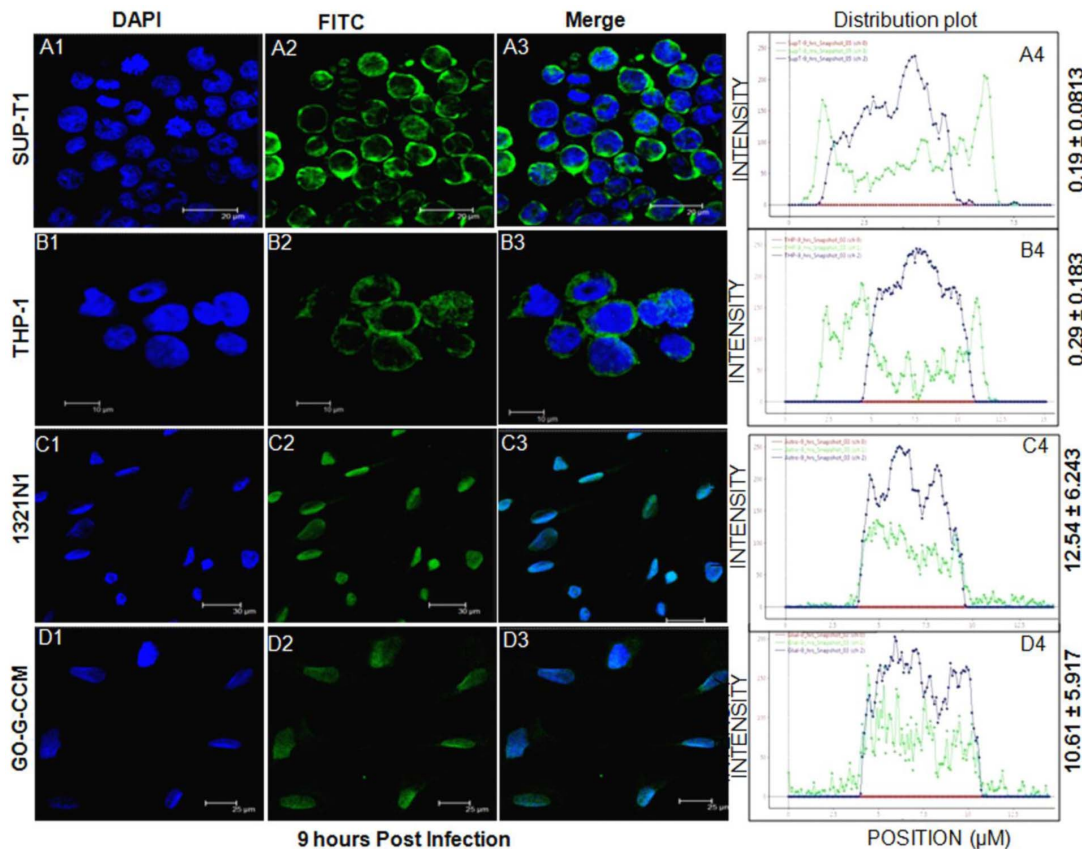 DAPI FITC Merge Distribution plot
SUP-T1
A1 A2 A3 A4
20 µm 20 µm 20 µm
INTENSITY
0.19 ± 0.0813
THP-1
B1 B2 B3 B4
10 µm 10 µm 10 µm
INTENSITY
0.29 ± 0.183
1321N1
C1 C2 C3 C4
30 µm 30 µm
INTENSITY
12.54 ± 6.243
GO-G-CCM
D1 D2 D3 D4
25 µm 25 µm 25 µm
INTENSITY
10.61 ± 5.917
9 hours Post Infection
POSITION (µM)